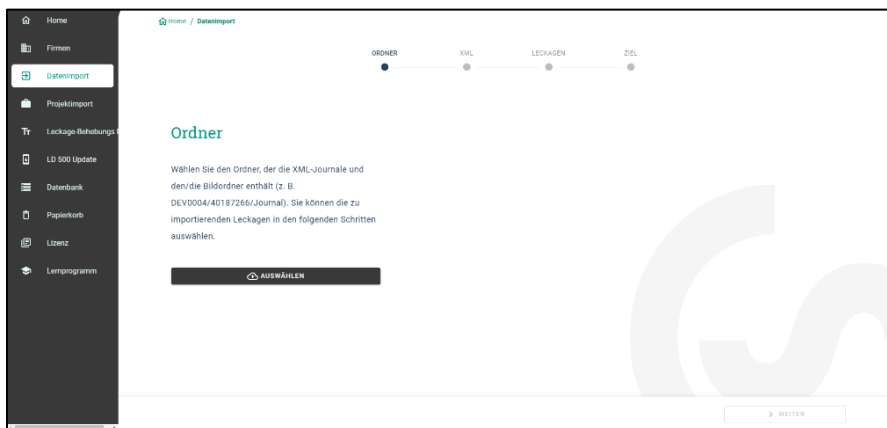 Home
Firmen
Datenimport
Projektimport
Leckage-Behebungs
LD 500 Update
Datenbank
Papierkorb
Lizenz
Lernprogramm
Home / Datenimport
ORDNER XML LECKAGEN ZIEL
Ordner
Wählen Sie den Ordner, der die XML-Journale und
den/die Bildordner enthält (z. B.
DEV0004/40187266/Journal). Sie können die zu
importierenden Leckagen in den folgenden Schritten
auswählen.
AUSWÄHLEN
WEITER